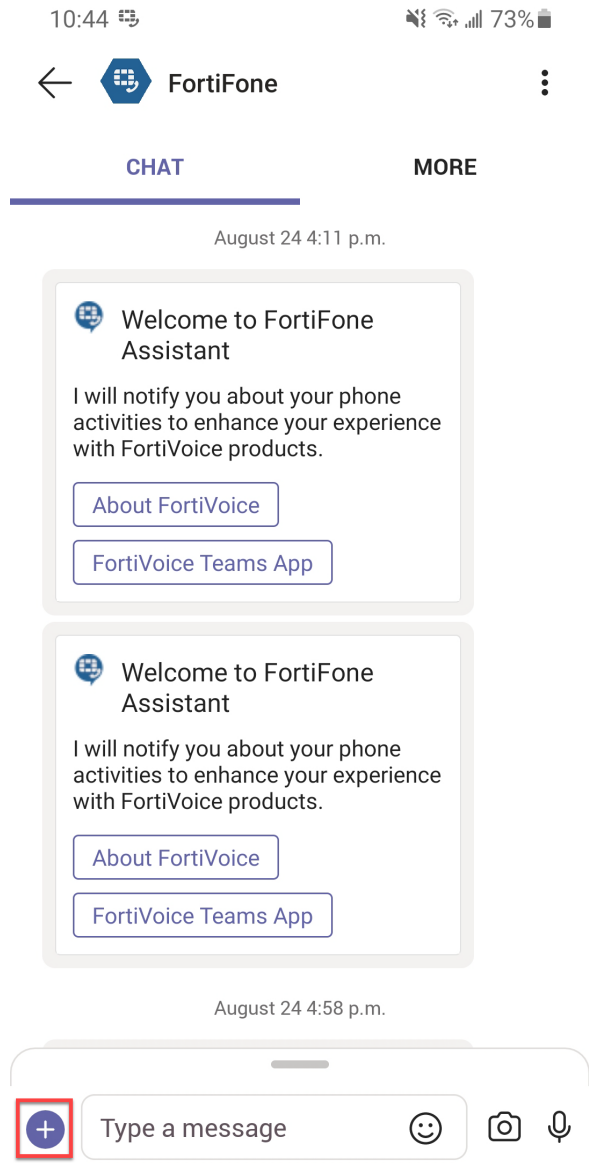 10:44 73%
FortiFone
CHAT MORE
August 24 4:11 p.m.
Welcome to FortiFone
Assistant
I will notify you about your phone
activities to enhance your experience
with FortiVoice products.
About FortiVoice
FortiVoice Teams App
Welcome to FortiFone
Assistant
I will notify you about your phone
activities to enhance your experience
with FortiVoice products.
About FortiVoice
FortiVoice Teams App
August 24 4:58 p.m.
Type a message